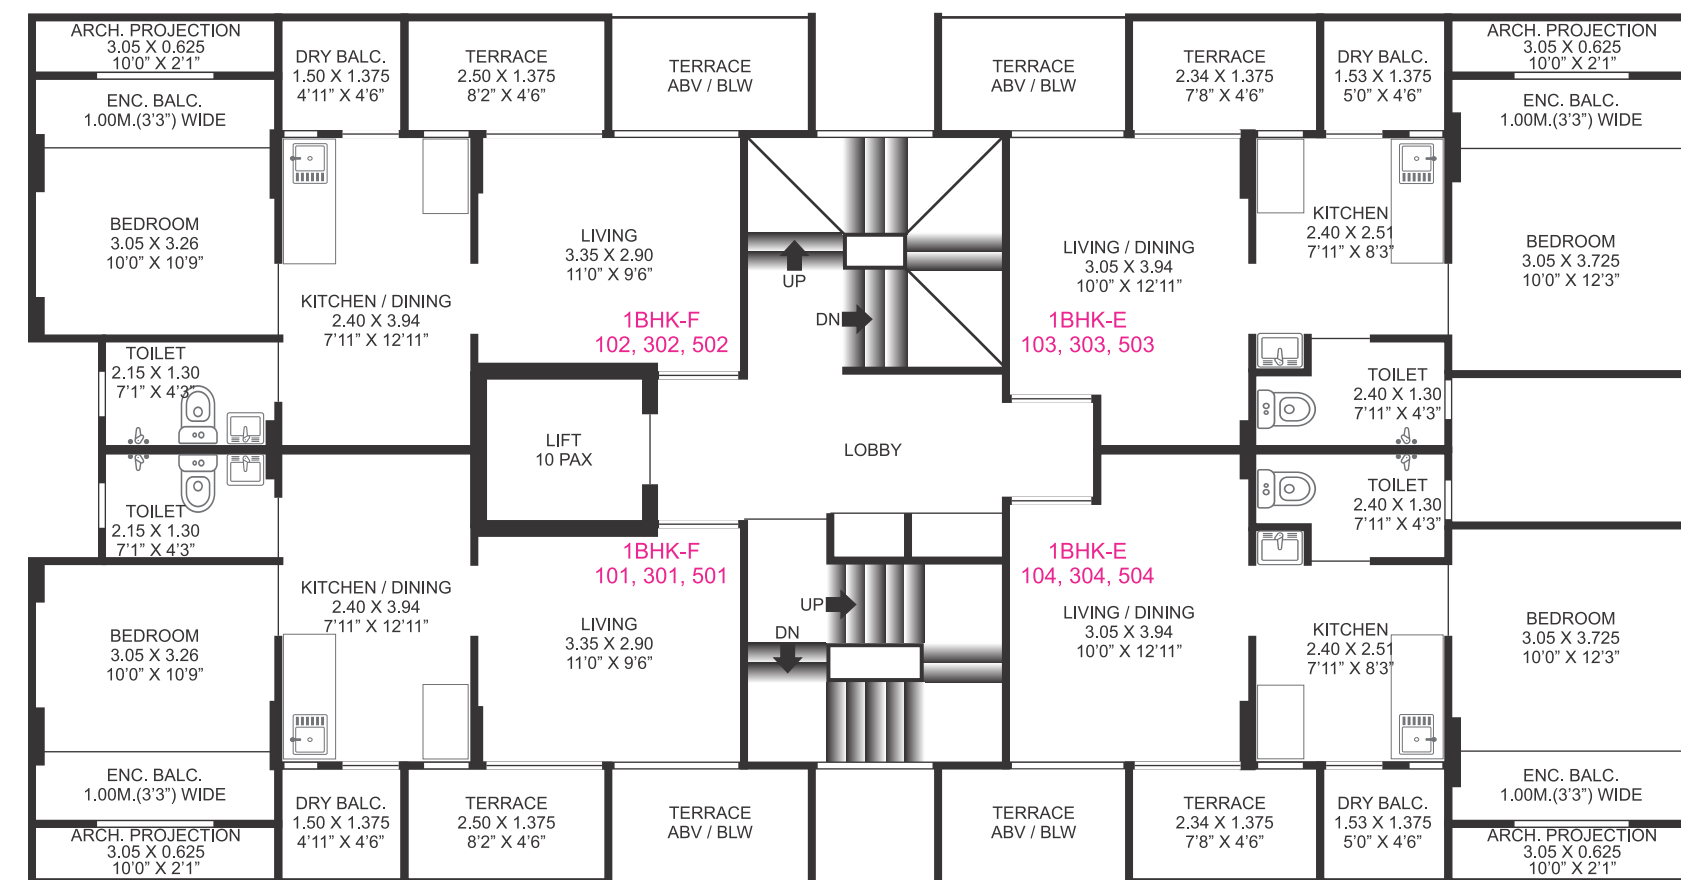 ARCH. PROJECTION
3.05 X 0.625
10'0" X 2'1"
DRY BALC.
1.50 X 1.375
4'11" X 4'6"
TERRACE
2.50 X 1.375
8'2" X 4'6"
TERRACE
ABV / BLW
TERRACE
ABV / BLW
TERRACE
2.34 X 1.375
7'8" X 4'6"
DRY BALC.
1.53 X 1.375
5'0" X 4'6"
ARCH. PROJECTION
3.05 X 0.625
10'0" X 2'1"
ENC. BALC.
1.00M.(3'3") WIDE
ENC. BALC.
1.00M.(3'3") WIDE
BEDROOM
3.05 X 3.26
10'0" X 10'9"
KITCHEN / DINING
2.40 X 3.94
7'11" X 12'11"
LIVING
3.35 X 2.90
11'0" X 9'6"
1BHK-F
102, 302, 502
UP
DN
LIVING / DINING
3.05 X 3.94
10'0" X 12'11"
1BHK-E
103, 303, 503
KITCHEN
2.40 X 2.51
7'11" X 8'3"
BEDROOM
3.05 X 3.725
10'0" X 12'3"
TOILET
2.15 X 1.30
7'1" X 4'3"
TOILET
2.40 X 1.30
7'11" X 4'3"
LIFT
10 PAX
LOBBY
TOILET
2.15 X 1.30
7'1" X 4'3"
TOILET
2.40 X 1.30
7'11" X 4'3"
1BHK-F
101, 301, 501
1BHK-E
104, 304, 504
KITCHEN / DINING
2.40 X 3.94
7'11" X 12'11"
BEDROOM
3.05 X 3.26
10'0" X 10'9"
LIVING
3.35 X 2.90
11'0" X 9'6"
UP
DN
LIVING / DINING
3.05 X 3.94
10'0" X 12'11"
KITCHEN
2.40 X 2.51
7'11" X 8'3"
BEDROOM
3.05 X 3.725
10'0" X 12'3"
ENC. BALC.
1.00M.(3'3") WIDE
ENC. BALC.
1.00M.(3'3") WIDE
ARCH. PROJECTION
3.05 X 0.625
10'0" X 2'1"
DRY BALC.
1.50 X 1.375
4'11" X 4'6"
TERRACE
2.50 X 1.375
8'2" X 4'6"
TERRACE
ABV / BLW
TERRACE
ABV / BLW
TERRACE
2.34 X 1.375
7'8" X 4'6"
DRY BALC.
1.53 X 1.375
5'0" X 4'6"
ARCH. PROJECTION
3.05 X 0.625
10'0" X 2'1"